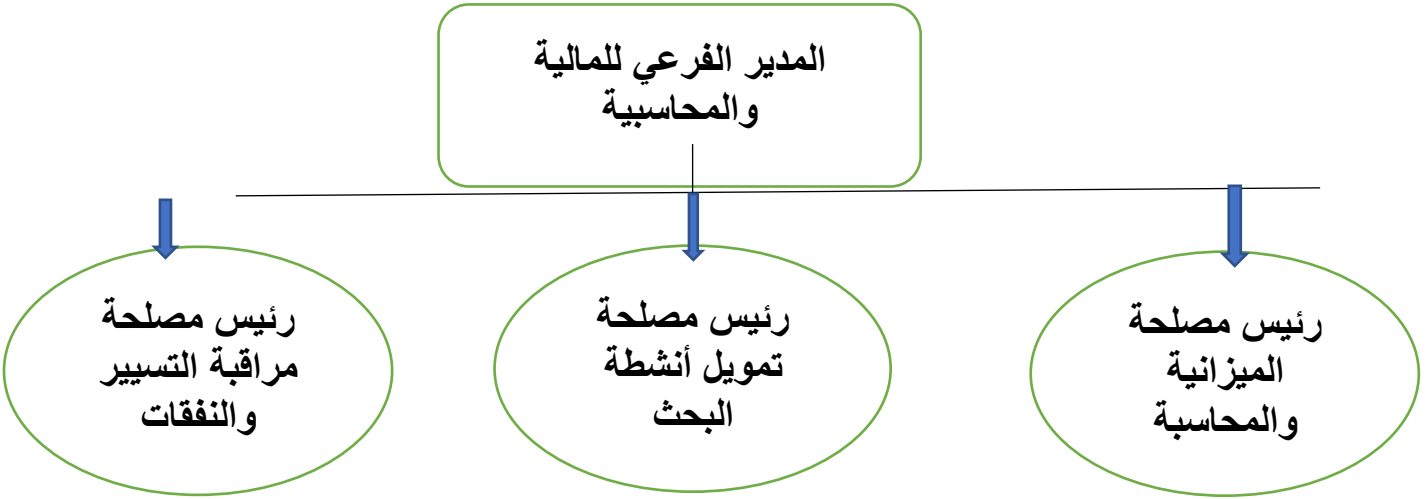 المدير الفرعي للمالية
والمحاسبية
رئيس مصلحة
الميزانية
والمحاسبة
رئيس مصلحة
تمويل أنشطة
البحث
رئيس مصلحة
مراقبة التسيير
والنفقات